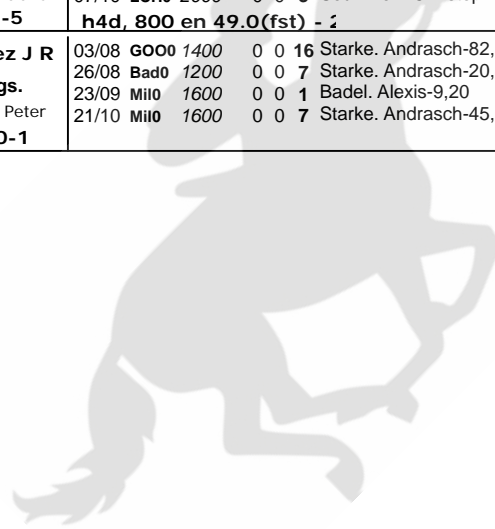 -5
h4d, 800 en 49.0(fst) -
ez J R
gs.
Peter
0-1
03/08 GOO0 1400 0 0 16 Starke. Andrasch-82,
26/08 Bad0 1200 0 0 7 Starke. Andrasch-20,
23/09 Mil0 1600 0 0 1 Badel. Alexis-9,20
21/10 Mil0 1600 0 0 7 Starke. Andrasch-45,